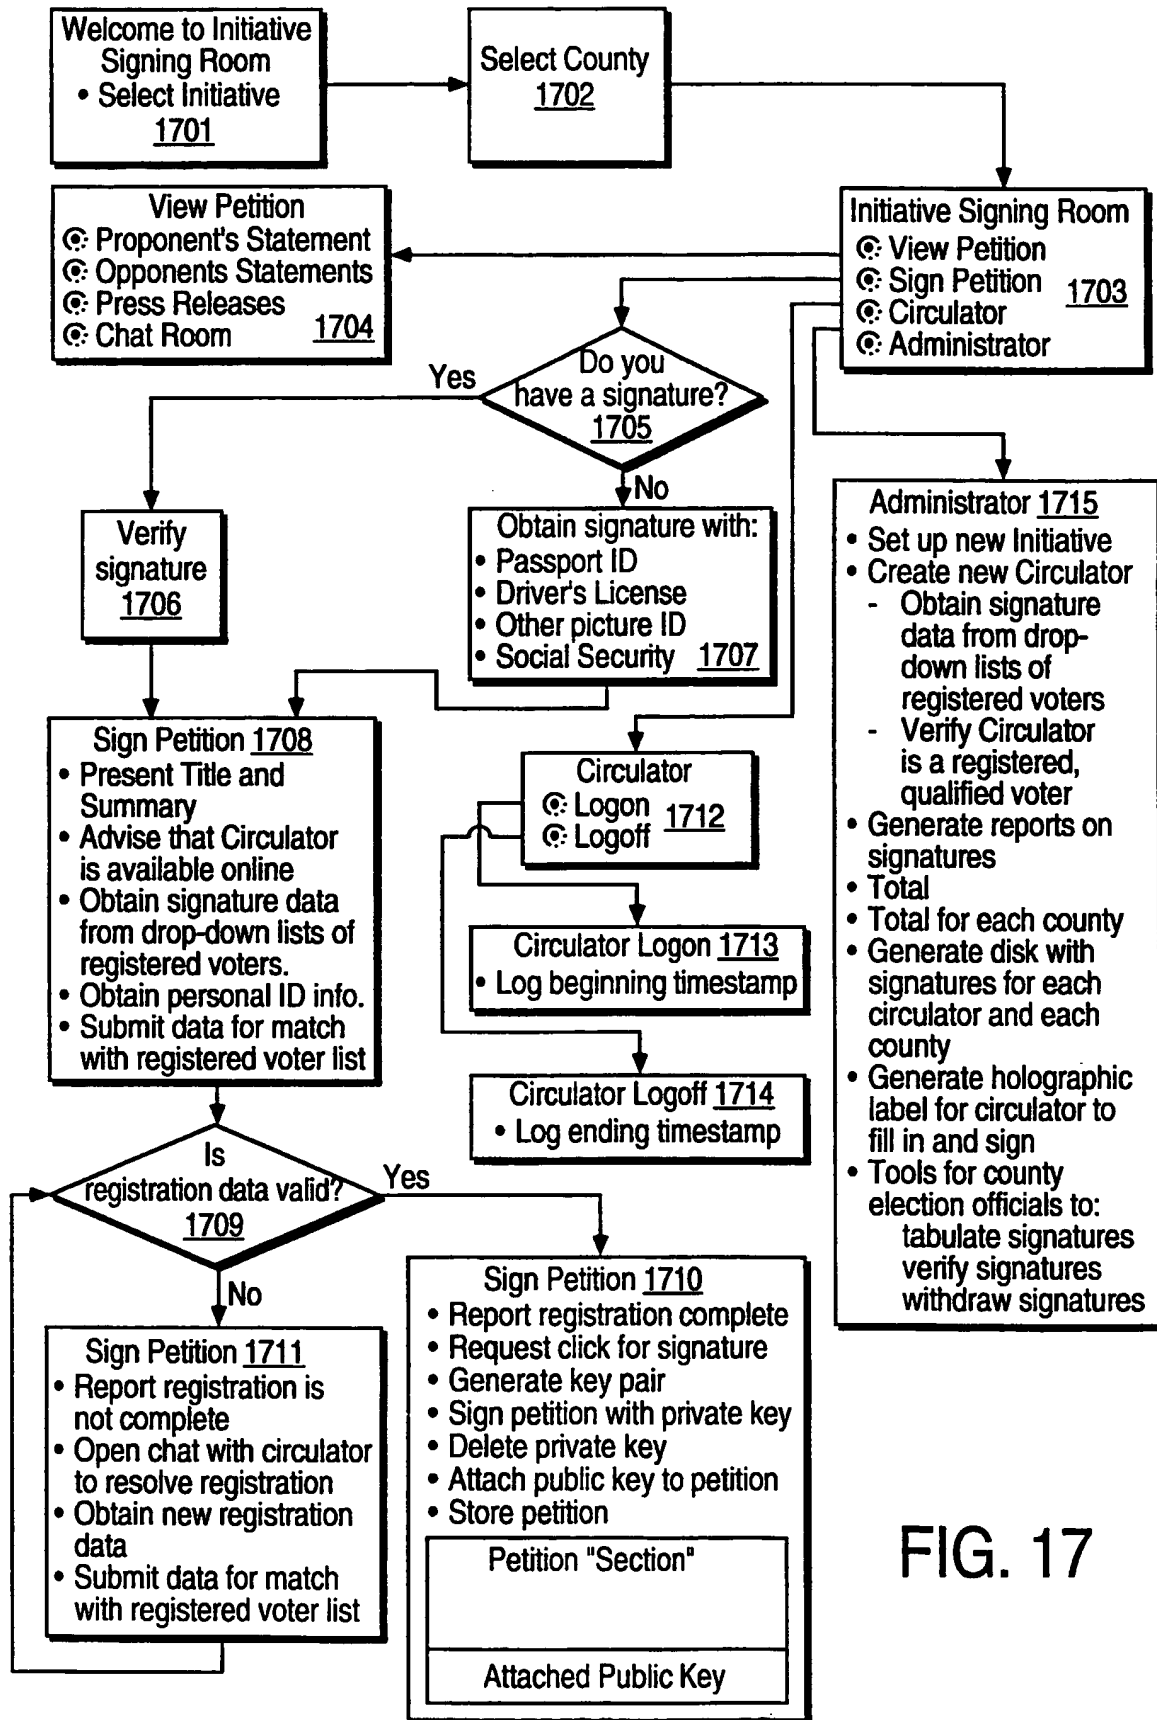 Welcome to Initiative
Signing Room
• Select Initiative
1701
Select County
1702
Initiative Signing Room
View Petition
Sign Petition
Circulator
Administrator
1703
View Petition
Proponent's Statement
Opponents Statements
Press Releases
Chat Room
1704
Do you
have a signature?
1705
Yes
No
Verify
signature
1706
Obtain signature with:
• Passport ID
• Driver's License
• Other picture ID
• Social Security 1707
Administrator 1715
• Set up new Initiative
• Create new Circulator
- Obtain signature
data from drop-
down lists of
registered voters
- Verify Circulator
is a registered,
qualified voter
• Generate reports on
signatures
• Total
• Total for each county
• Generate disk with
signatures for each
circulator and each
county
• Generate holographic
label for circulator to
fill in and sign
• Tools for county
election officials to:
tabulate signatures
verify signatures
withdraw signatures
Sign Petition 1708
• Present Title and
Summary
• Advise that Circulator
is available online
• Obtain signature data
from drop-down lists of
registered voters.
• Obtain personal ID info.
• Submit data for match
with registered voter list
Circulator
Logon
Logoff
1712
Circulator Logon 1713
• Log beginning timestamp
Circulator Logoff 1714
• Log ending timestamp
Is
registration data valid?
1709
Yes
No
Sign Petition 1711
• Report registration is
not complete
• Open chat with circulator
to resolve registration
• Obtain new registration
data
• Submit data for match
with registered voter list
Sign Petition 1710
• Report registration complete
• Request click for signature
• Generate key pair
• Sign petition with private key
• Delete private key
• Attach public key to petition
• Store petition
Petition "Section"
Attached Public Key
FIG. 17